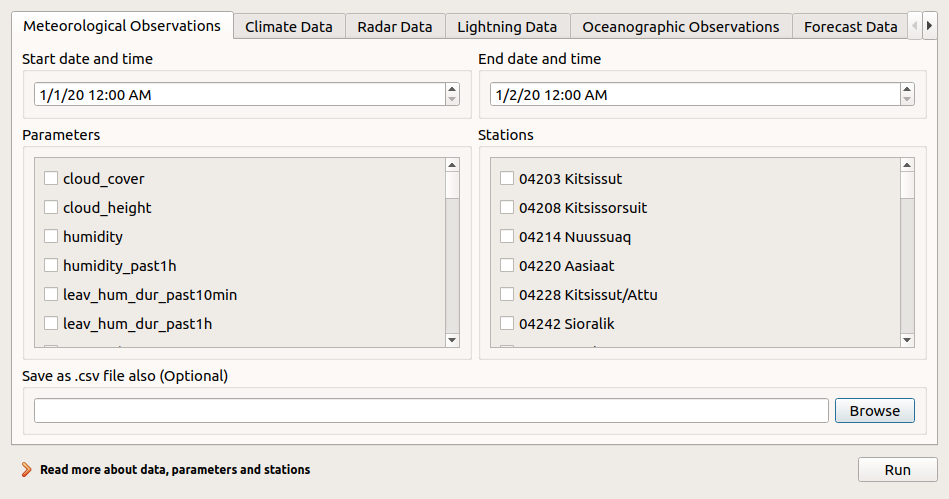 Meteorological Observations Climate Data Radar Data Lightning Data Oceanographic Observations Forecast Data
Start date and time
1/1/20 12:00 AM
End date and time
1/2/20 12:00 AM
Parameters
cloud_cover
cloud_height
humidity
humidity_past1h
leav_hum_dur_past10min
leav_hum_dur_past1h
Stations
04203 Kitsissut
04208 Kitsissorsuit
04214 Nuussuaq
04220 Aasiaat
04228 Kitsissut/Attu
04242 Sioralik
Save as .csv file also (Optional)
Browse
Read more about data, parameters and stations
Run